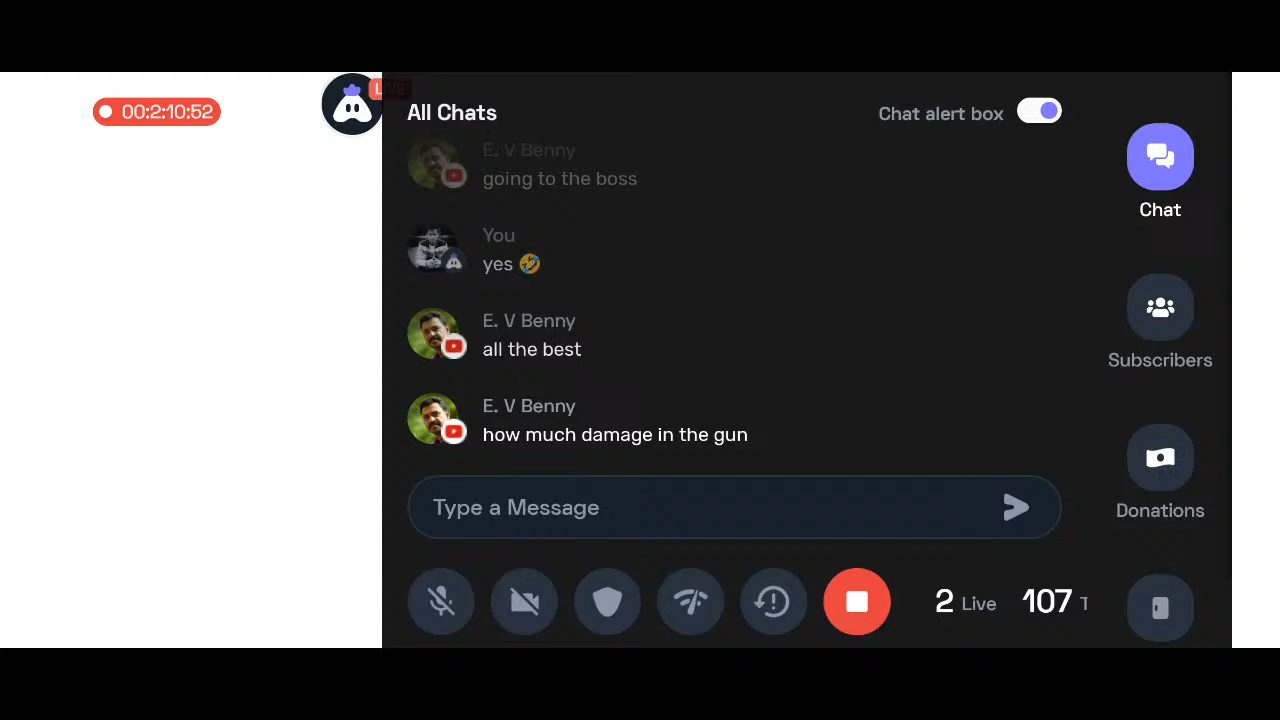 00:2:10:52
LIVE
All Chats
Chat alert box
E. V Benny
going to the boss
You
yes 🤣
E. V Benny
all the best
E. V Benny
how much damage in the gun
Type a Message
2 Live 107 T
Chat
Subscribers
Donations